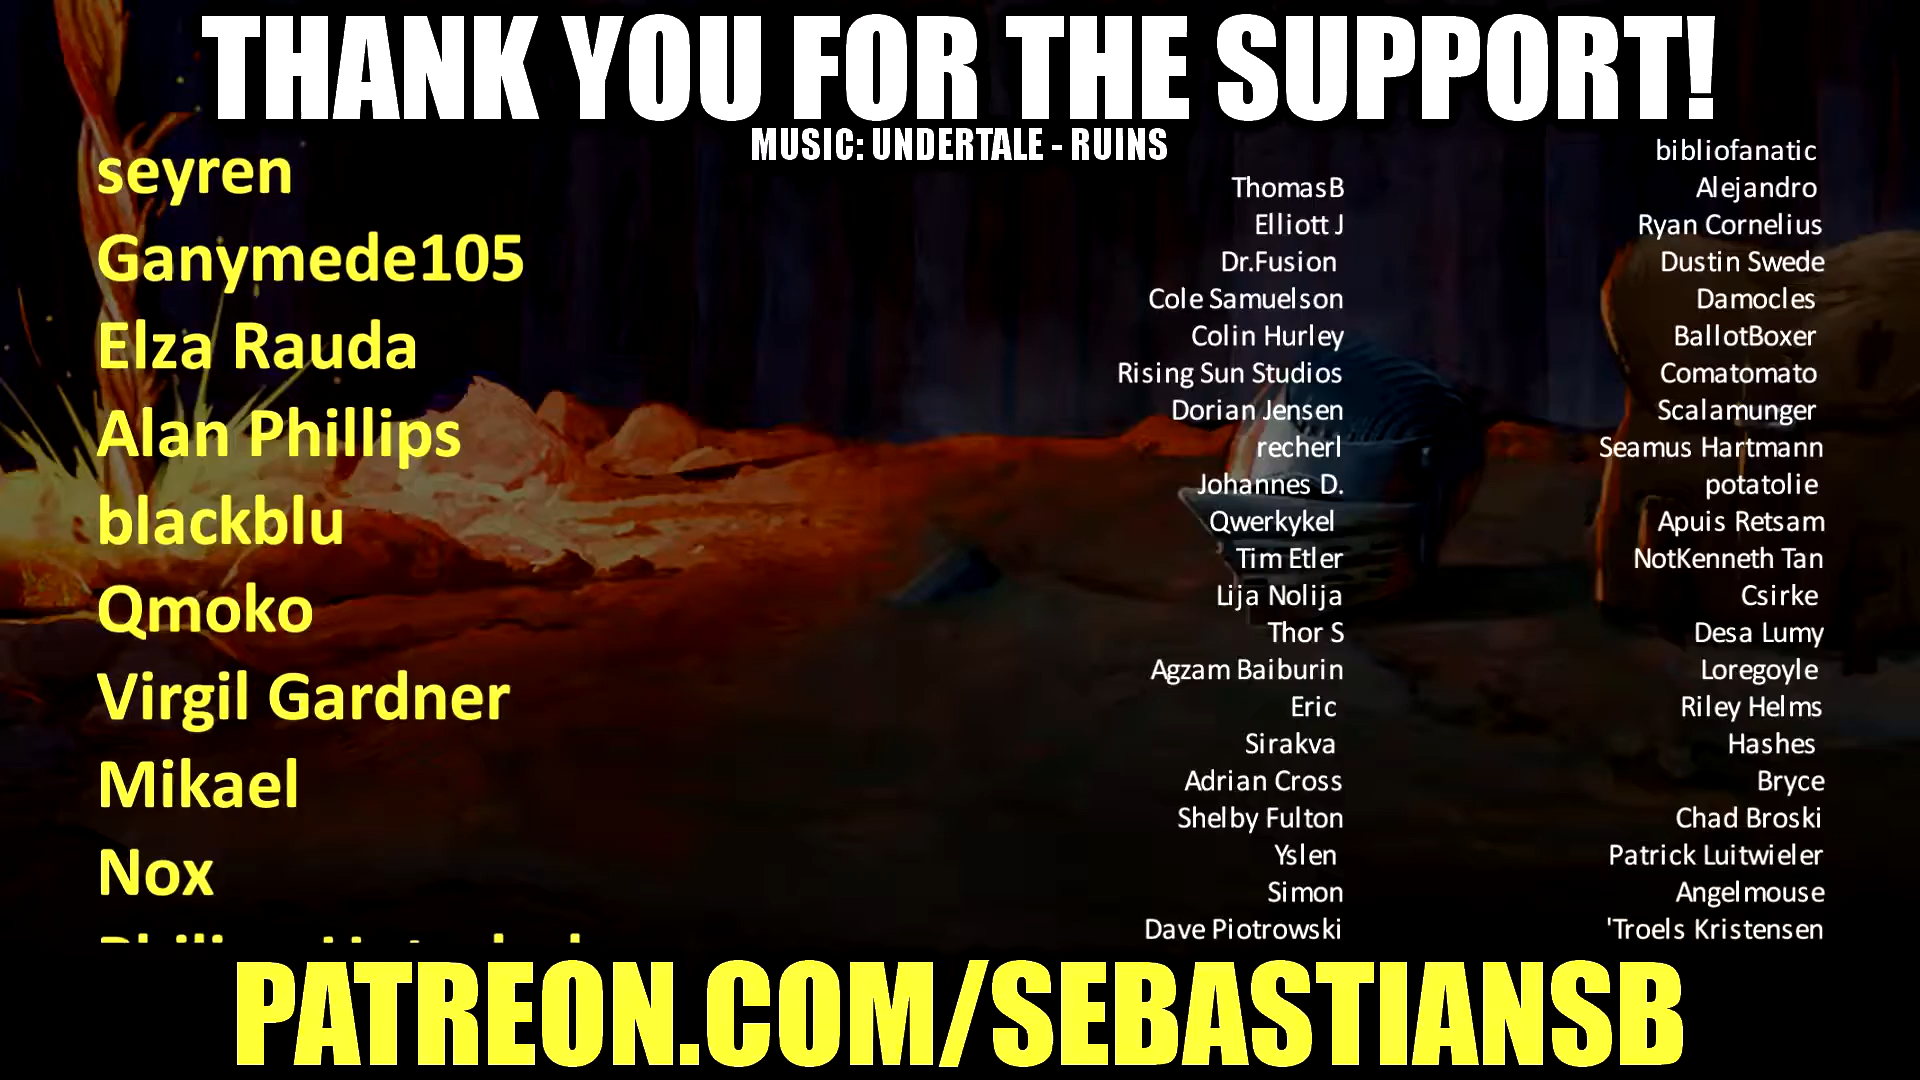 THANK YOU FOR THE SUPPORT!
MUSIC: UNDERTALE - RUINS
seyren
Ganymede105
Elza Rauda
Alan Phillips
blackblu
Qmoko
Virgil Gardner
Mikael
Nox
ThomasB
Elliott J
Dr.Fusion
Cole Samuelson
Colin Hurley
Rising Sun Studios
Dorian Jensen
recherl
Johannes D.
Qwerkykel
Tim Etler
Lija Nolija
Thor S
Agzam Baiburin
Eric
Sirakva
Adrian Cross
Shelby Fulton
Yslen
Simon
Dave Piotrowski
bibliofanatic
Alejandro
Ryan Cornelius
Dustin Swede
Damocles
BallotBoxer
Comatomato
Scalamunger
Seamus Hartmann
potatolie
Apuis Retsam
NotKenneth Tan
Csirke
Desa Lumy
Loregoyle
Riley Helms
Hashes
Bryce
Chad Broski
Patrick Luitwieler
Angelmouse
'Troels Kristensen
PATREON.COM/SEBASTIANSB